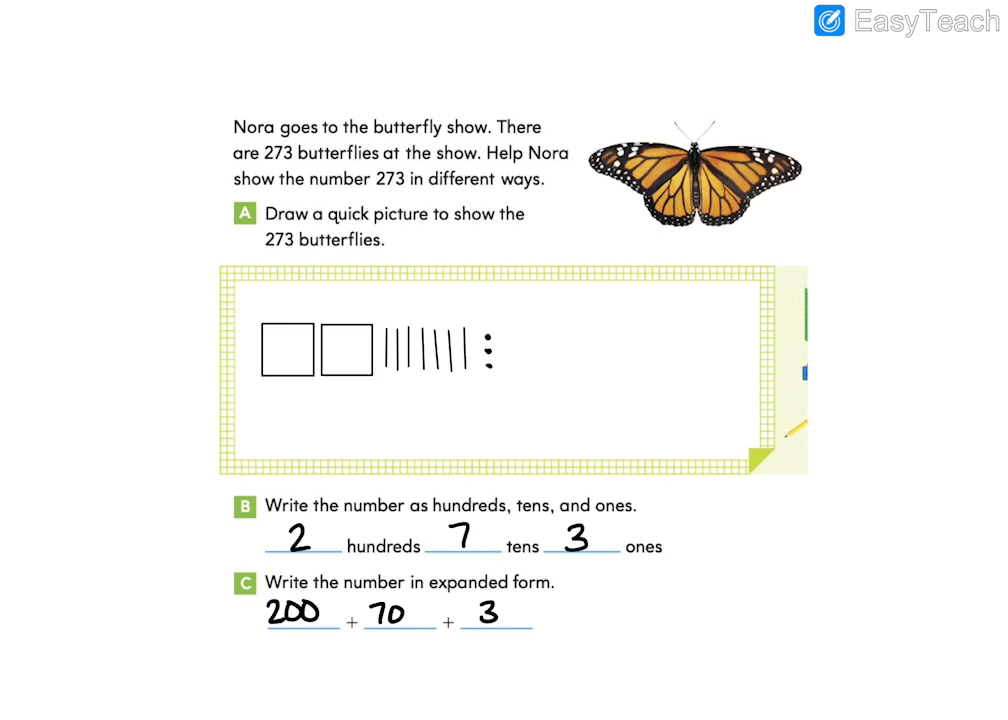 EasyTeach
Nora goes to the butterfly show. There
are 273 butterflies at the show. Help Nora
show the number 273 in different ways.
A Draw a quick picture to show the
273 butterflies.
B Write the number as hundreds, tens, and ones.
2 hundreds 7 tens 3 ones
C Write the number in expanded form.
200 + 70 + 3